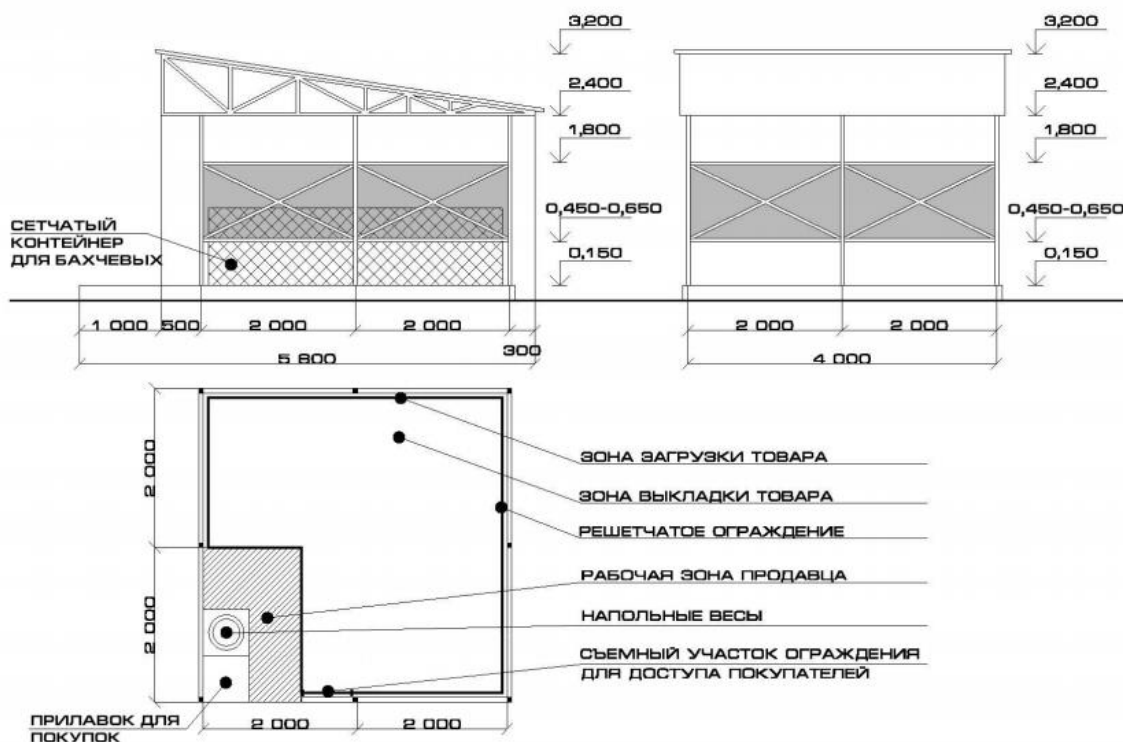 3,200
2,400
1,800
0,450-0,650
0,150
3,200
2,400
1,800
0,450-0,650
0,150
СЕТЧАТЫЙ
КОНТЕЙНЕР
ДЛЯ БАХЧЕВЫХ
1 000 500 2 000 2 000
300
5 800
2 000 2 000
4 000
2 000
2 000
ЗОНА ЗАГРУЗКИ ТОВАРА
ЗОНА ВЫКЛАДКИ ТОВАРА
РЕШЕТЧАТОЕ ОГРАЖДЕНИЕ
РАБОЧАЯ ЗОНА ПРОДАВЦА
НАПОЛЬНЫЕ ВЕСЫ
СЪЕМНЫЙ УЧАСТОК ОГРАЖДЕНИЯ
ДЛЯ ДОСТУПА ПОКУПАТЕЛЕЙ
ПРИЛАВОК ДЛЯ
ПОКУПОК
2 000 2 000